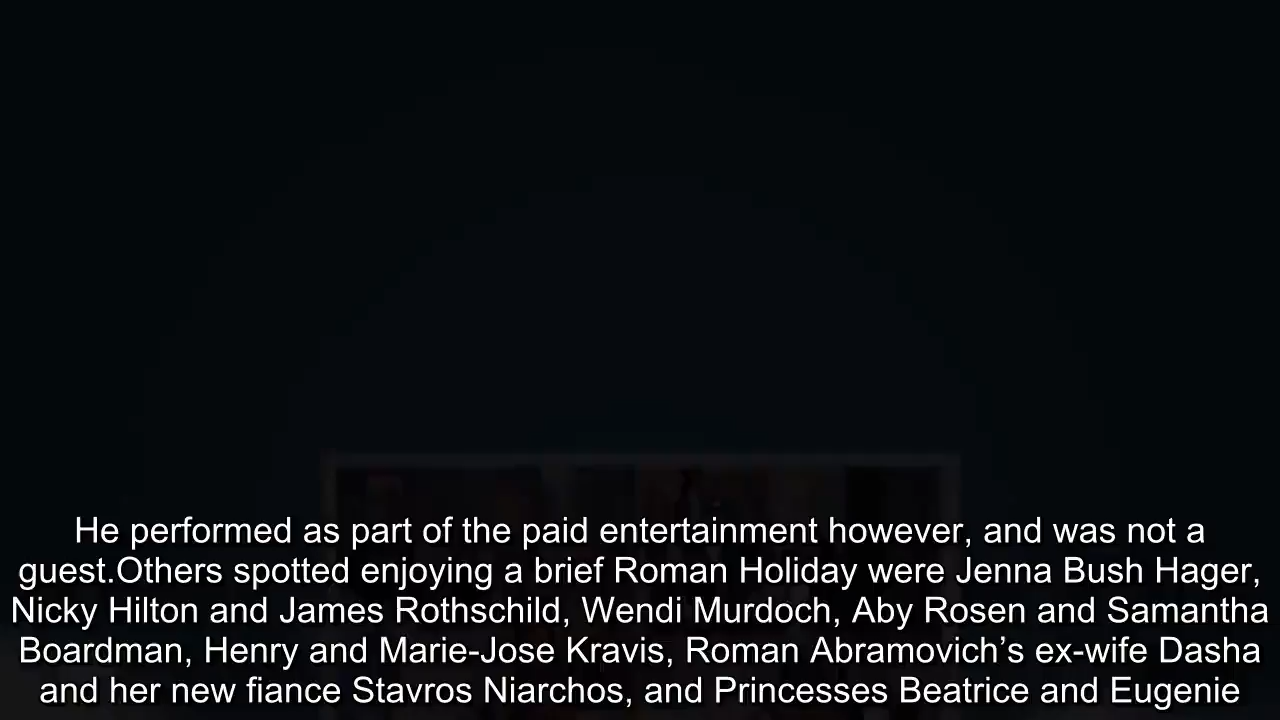 He performed as part of the paid entertainment however, and was not a
guest.Others spotted enjoying a brief Roman Holiday were Jenna Bush Hager,
Nicky Hilton and James Rothschild, Wendi Murdoch, Aby Rosen and Samantha
Boardman, Henry and Marie-Jose Kravis, Roman Abramovich’s ex-wife Dasha
and her new fiance Stavros Niarchos, and Princesses Beatrice and Eugenie